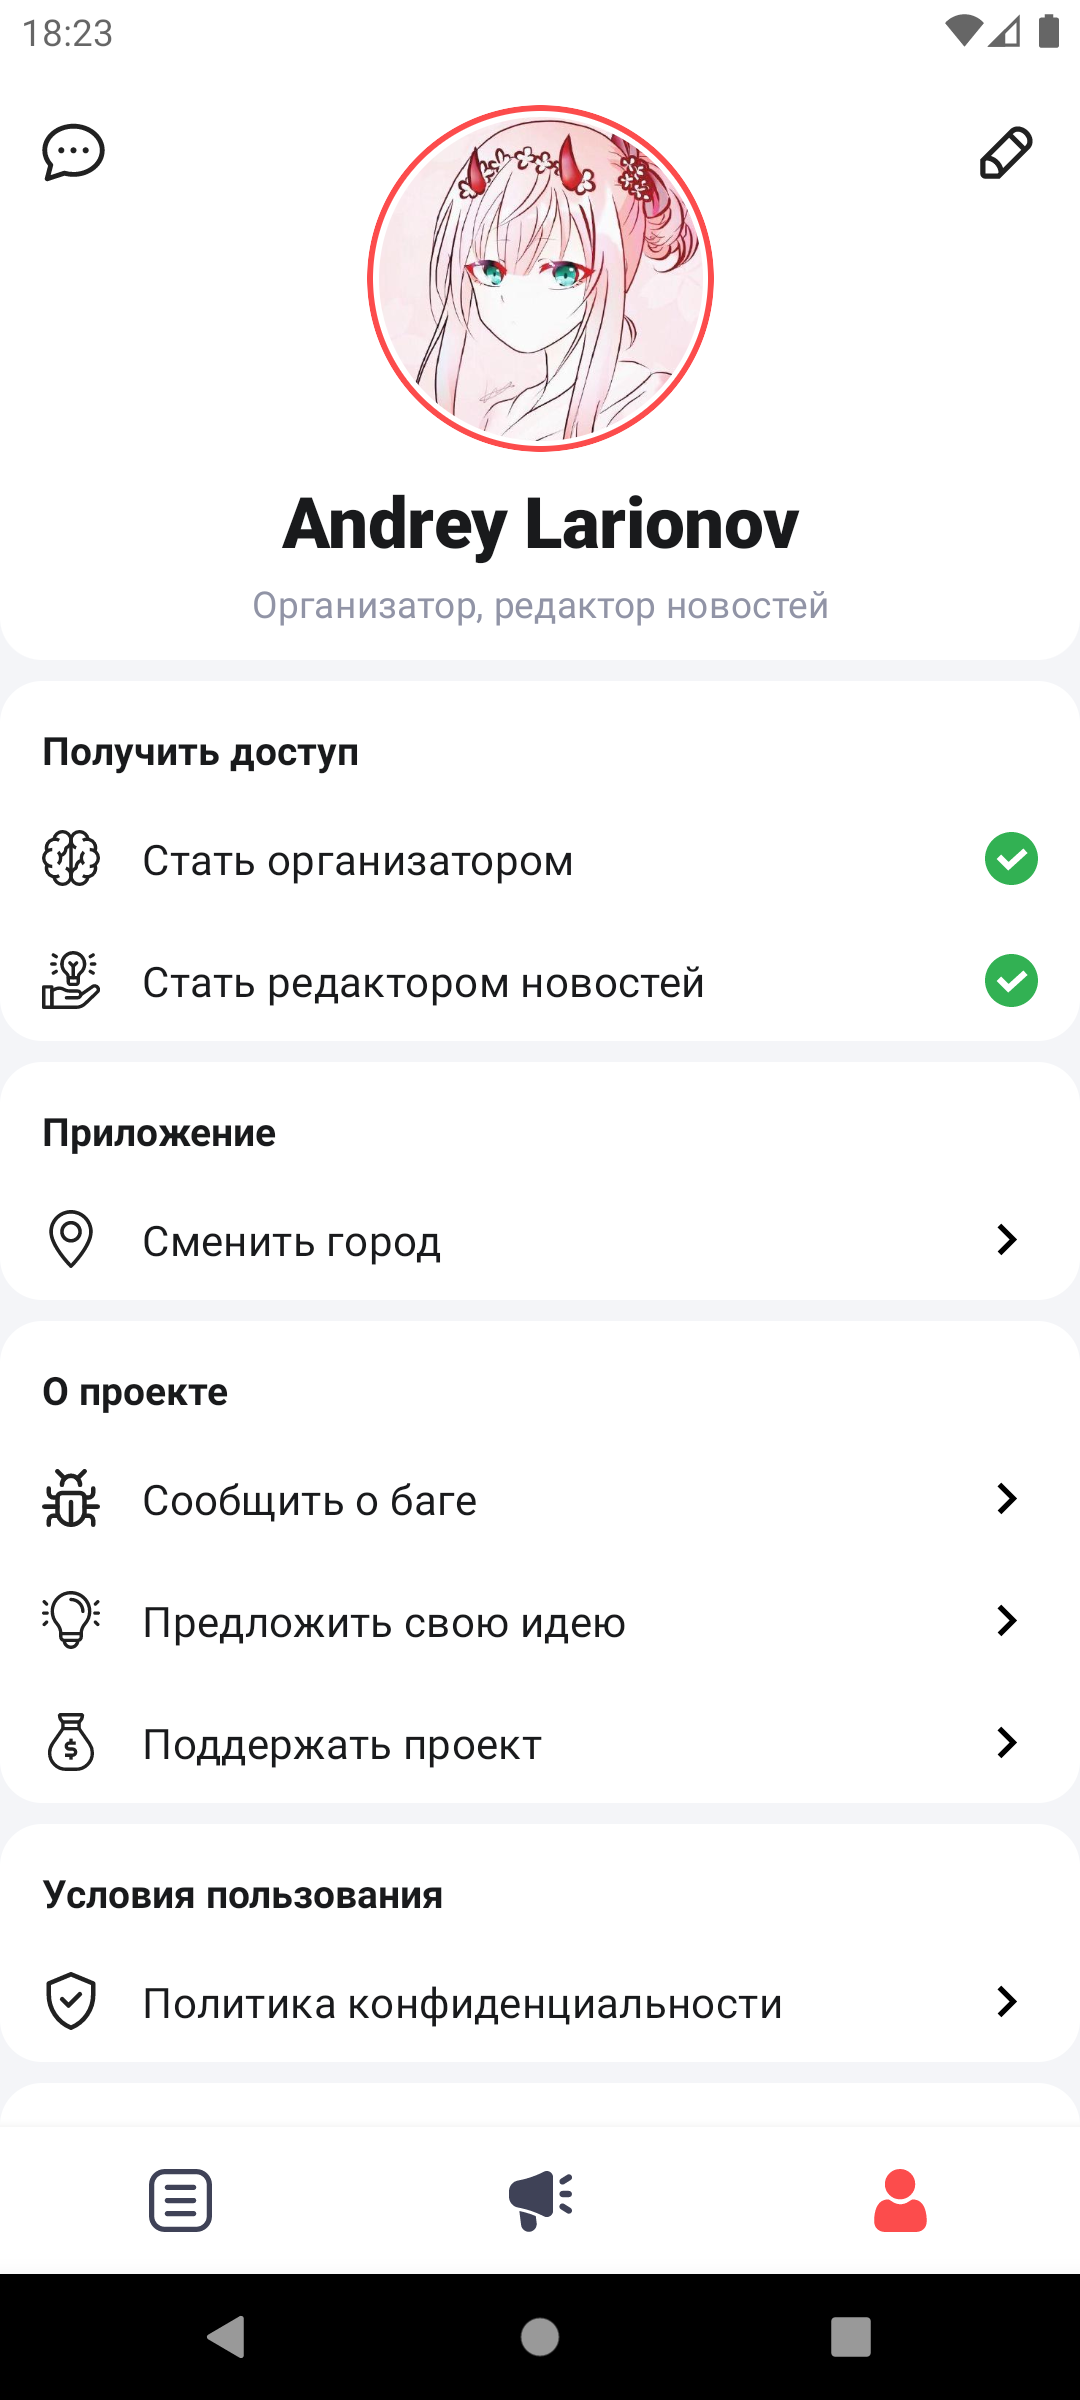 18:23
Andrey Larionov
Организатор, редактор новостей
Получить доступ
Стать организатором
Стать редактором новостей
Приложение
Сменить город
О проекте
Сообщить о баге
Предложить свою идею
Поддержать проект
Условия пользования
Политика конфиденциальности